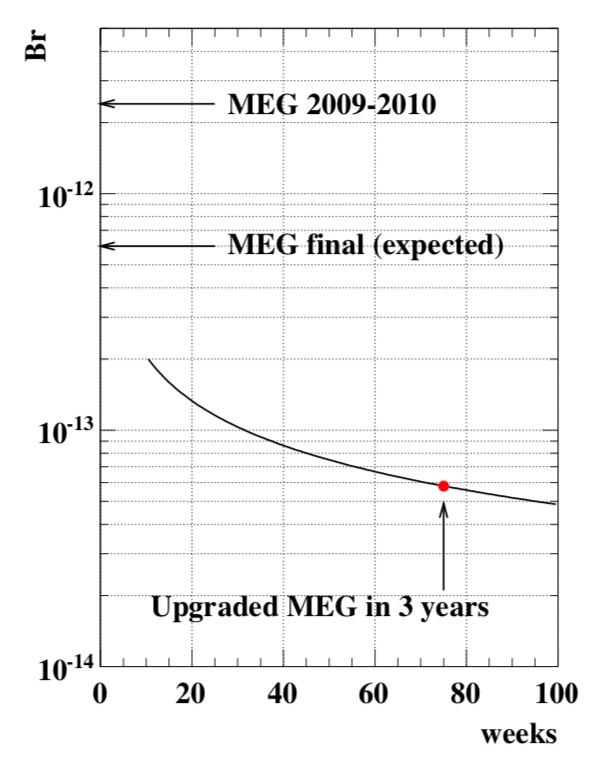 Br
MEG 2009-2010
10-12
MEG final (expected)
10-13
Upgraded MEG in 3 years
10-14
0 20 40 60 80 100
weeks